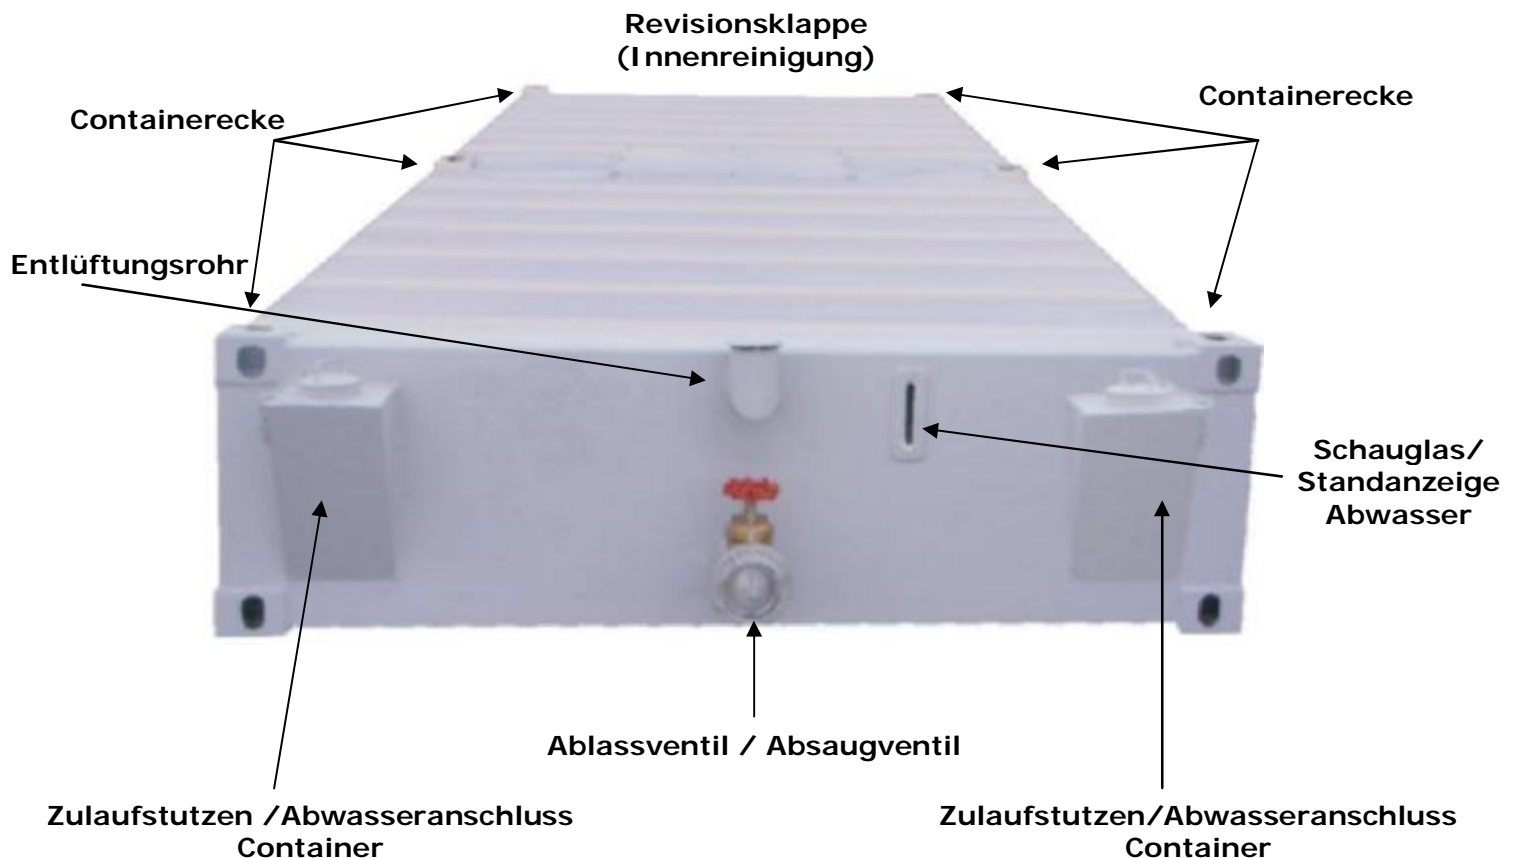 Revisionsklappe
(Innenreinigung)
Containerecke
Containerecke
Entlüftungsrohr
Schauglas/
Standanzeige
Abwasser
Ablassventil / Absaugventil
Zulaufstutzen /Abwasseranschluss
Container
Zulaufstutzen/Abwasseranschluss
Container